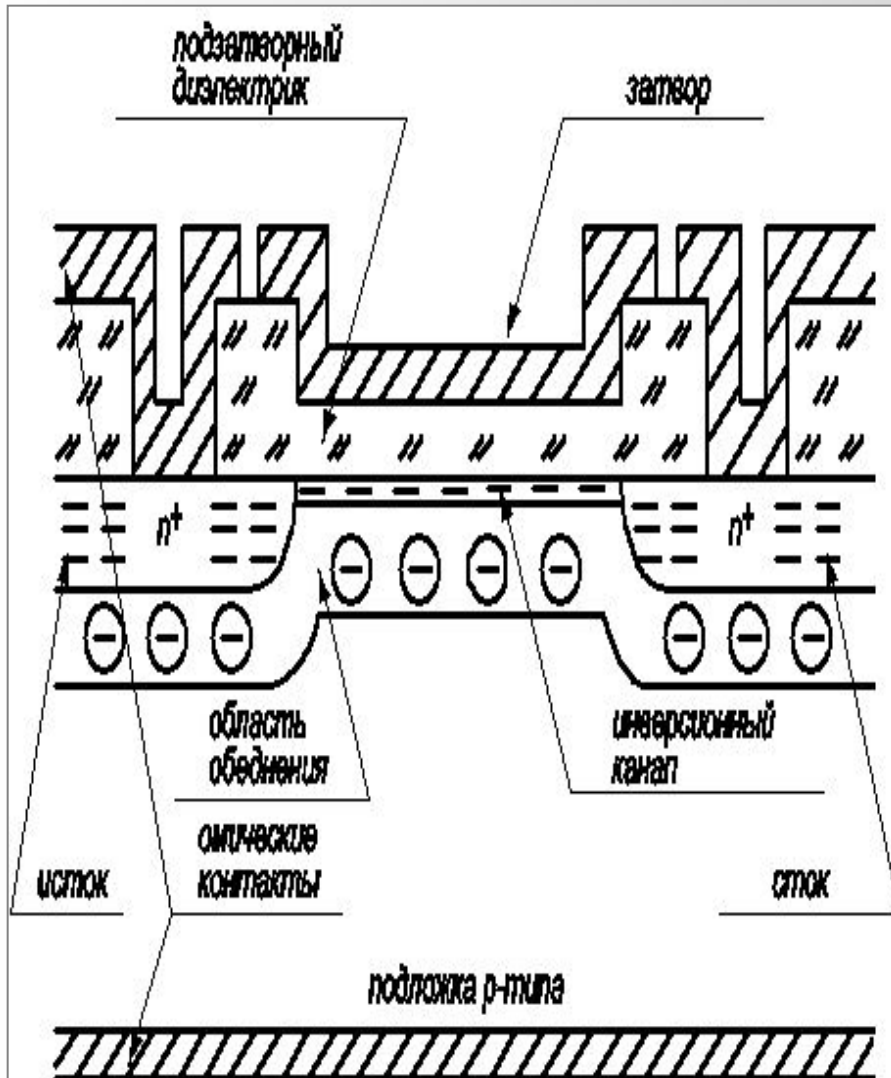 подзатворный
диэлектрик
затвор
n+
n+
область
обеднения
инверсионный
канал
исток
омические
контакты
сток
подложка р-типа